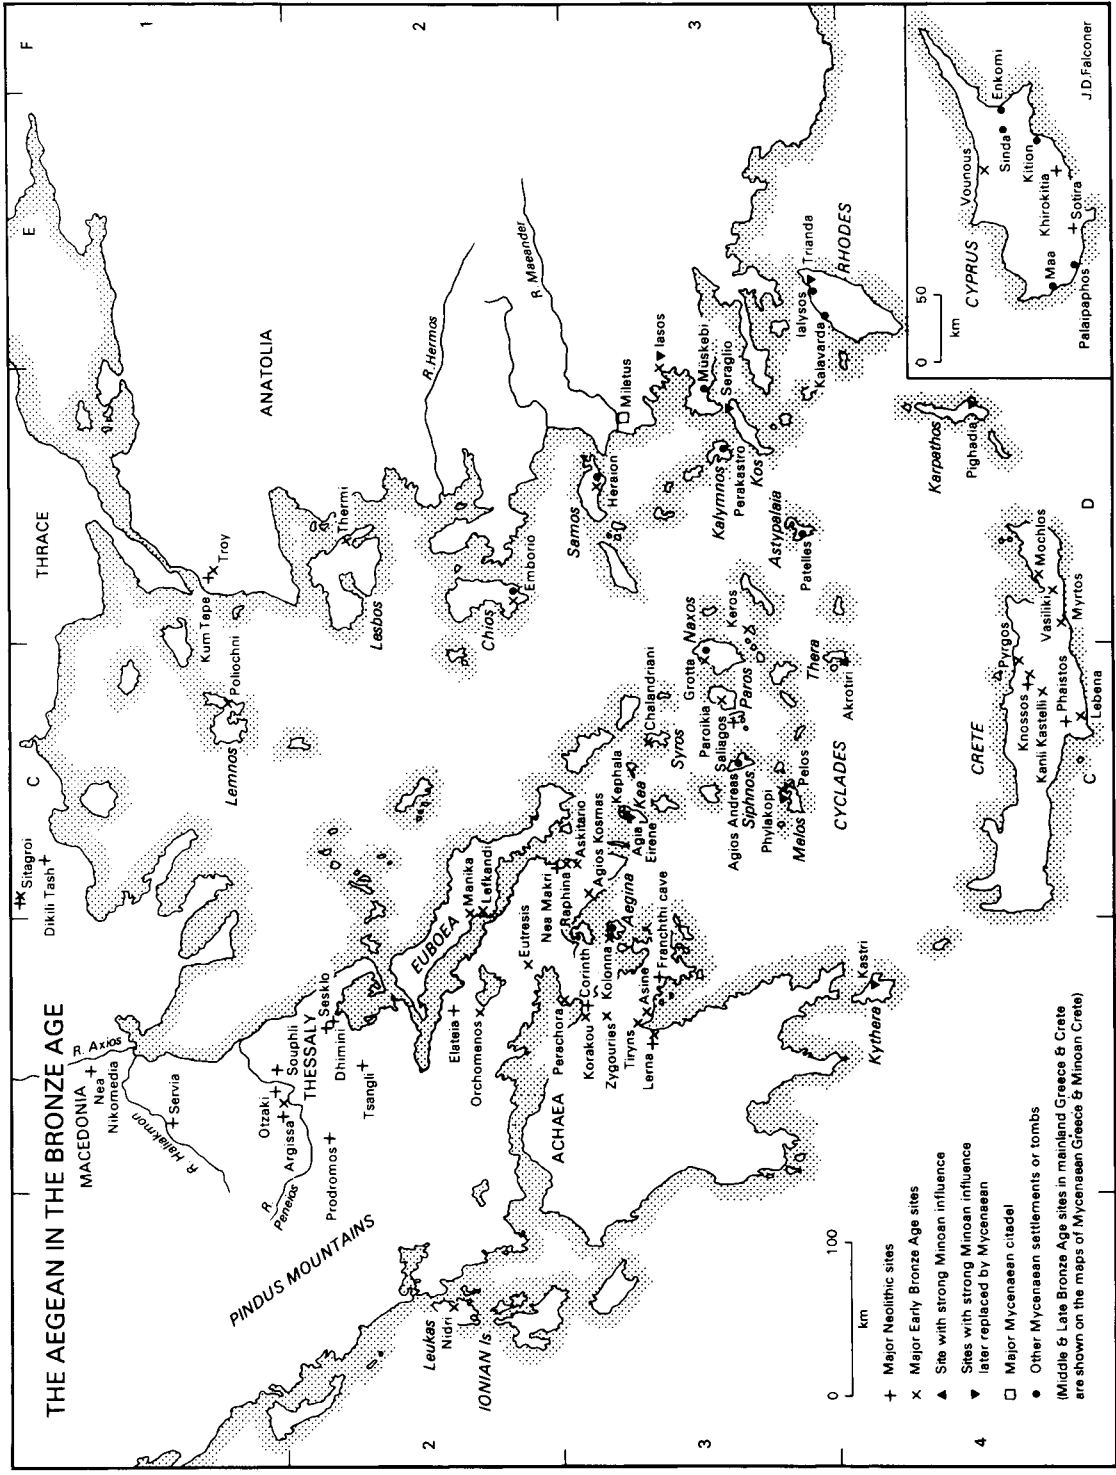 THE AEGEAN IN THE BRONZE AGE
1
2
3
F
E
D
C
C
2
3
4
MACEDONIA
R. Axios
Nea
Nikomedia
R. Haliakmon
Servia
Sitagroi
Dikili Tash
THRACE
Otzaki
Argissa
Souphli
THESSALY
R.
Peneios
Prodromos
Dhimini
Sesklo
Tsangli
PINDUS MOUNTAINS
Lemnos
Poliochni
Kum Tepe
Troy
ANATOLIA
Lesbos
Thermi
R. Hermos
R. Maeander
Chios
Emborio
Leukas
Nidri
IONIAN Is.
Elateia
Orchomenos
EUBOEA
Manika
Lefkandi
Eutresis
ACHAEA
Perachora
Korakou
Corinth
Zygouries
Kolonna
Tiryns
Asine
Lerna
Franchthi cave
Aegina
Nea Makri
Raphina
Askitario
Agios Kosmas
Agia
Eirene
Kea
Kephala
Syros
Chalandriani
Samos
Heraion
Miletus
Iasos
Müskebi
Seraglio
Kalymnos
Perakastro
Kos
Astypalaia
Patelles
Grotta
Naxos
Keros
Paroikia
Saliagos
Paros
Agios Andreas
Siphnos
Phylakopi
Melos
Pelos
CYCLADES
Thera
Akrotiri
Ialysos
Trianda
Kalavarda
RHODES
Karpathos
Pighadia
Kythera
Kastri
CRETE
Knossos
Pyrgos
Kanli Kastelli
Phaistos
Lebena
Vasiliki
Mochlos
Myrtos
0 100
km
+ Major Neolithic sites
x Major Early Bronze Age sites
▲ Site with strong Minoan influence
▼ Sites with strong Minoan influence
later replaced by Mycenaean
□ Major Mycenaean citadel
● Other Mycenaean settlements or tombs
(Middle & Late Bronze Age sites in mainland Greece & Crete
are shown on the maps of Mycenaean Greece & Minoan Crete)
0 50
km
CYPRUS
Vounous
Enkomi
Sinda
Kition
Khirokitia
Sotira
Maa
Palaipaphos
J.D.Falconer